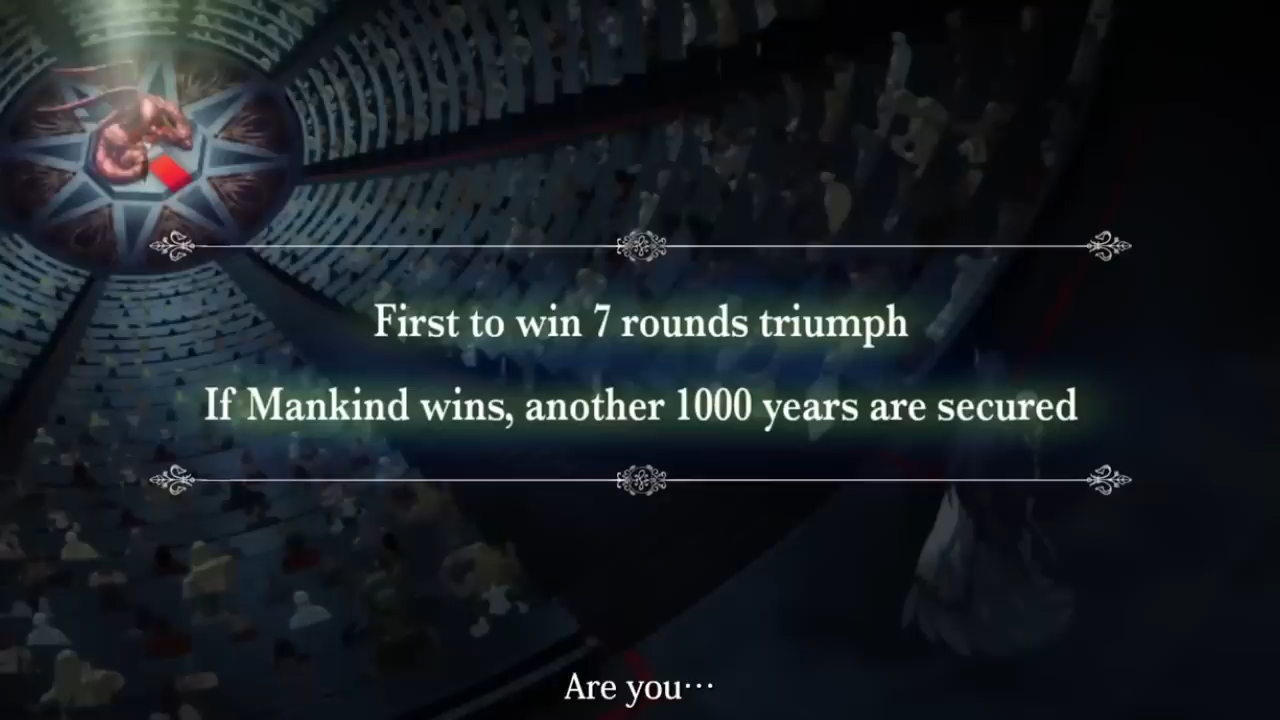 First to win 7 rounds triumph
If Mankind wins, another 1000 years are secured
Are you…